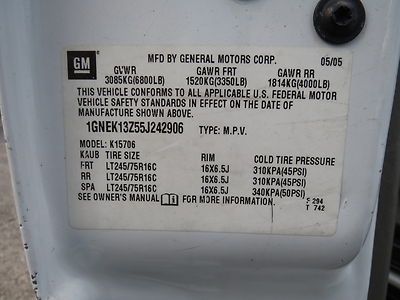 GM
MFD BY GENERAL MOTORS CORP. 05/05
GVWR GAWR FRT GAWR RR
3085KG(6800LB) 1520KG(3350LB) 1814KG(4000LB)
THIS VEHICLE CONFORMS TO ALL APPLICABLE U.S. FEDERAL MOTOR
VEHICLE SAFETY STANDARDS IN EFFECT ON THE DATE OF
MANUFACTURE SHOWN ABOVE.
1GNEK13Z55J242906 TYPE: M.P.V.
MODEL: K15706
KAUB TIRE SIZE RIM COLD TIRE PRESSURE
FRT LT245/75R16C 16X6.5J 310KPA(45PSI)
RR LT245/75R16C 16X6.5J 310KPA(45PSI)
SPA LT245/75R16C 16X6.5J 340KPA(50PSI)
SEE OWNER'S MANUAL FOR MORE INFORMATION. 294
T 742